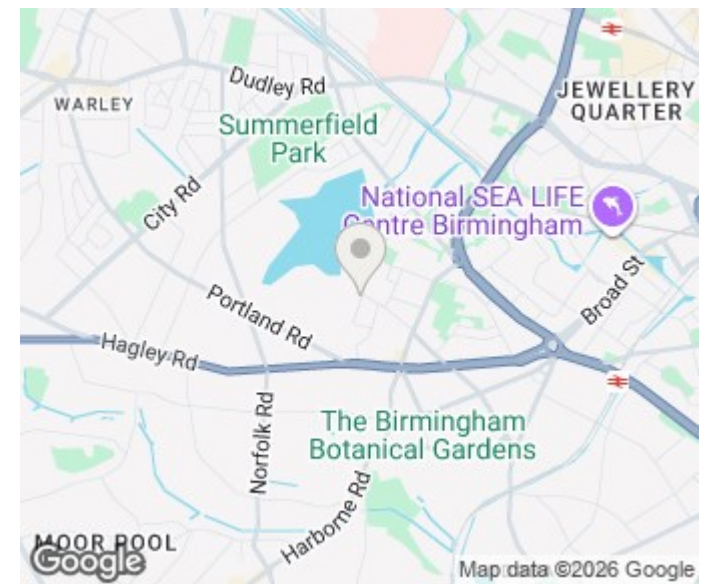 Dudley Rd
JEWELLERY
QUARTER
WARLEY
Summerfield
Park
City Rd
National SEA LIFE
Centre Birmingham
Broad St
Portland Rd
Hagley Rd
Norfolk Rd
The Birmingham
Botanical Gardens
Harborne Rd
MOOR POOL
Google
Map data ©2026 Google